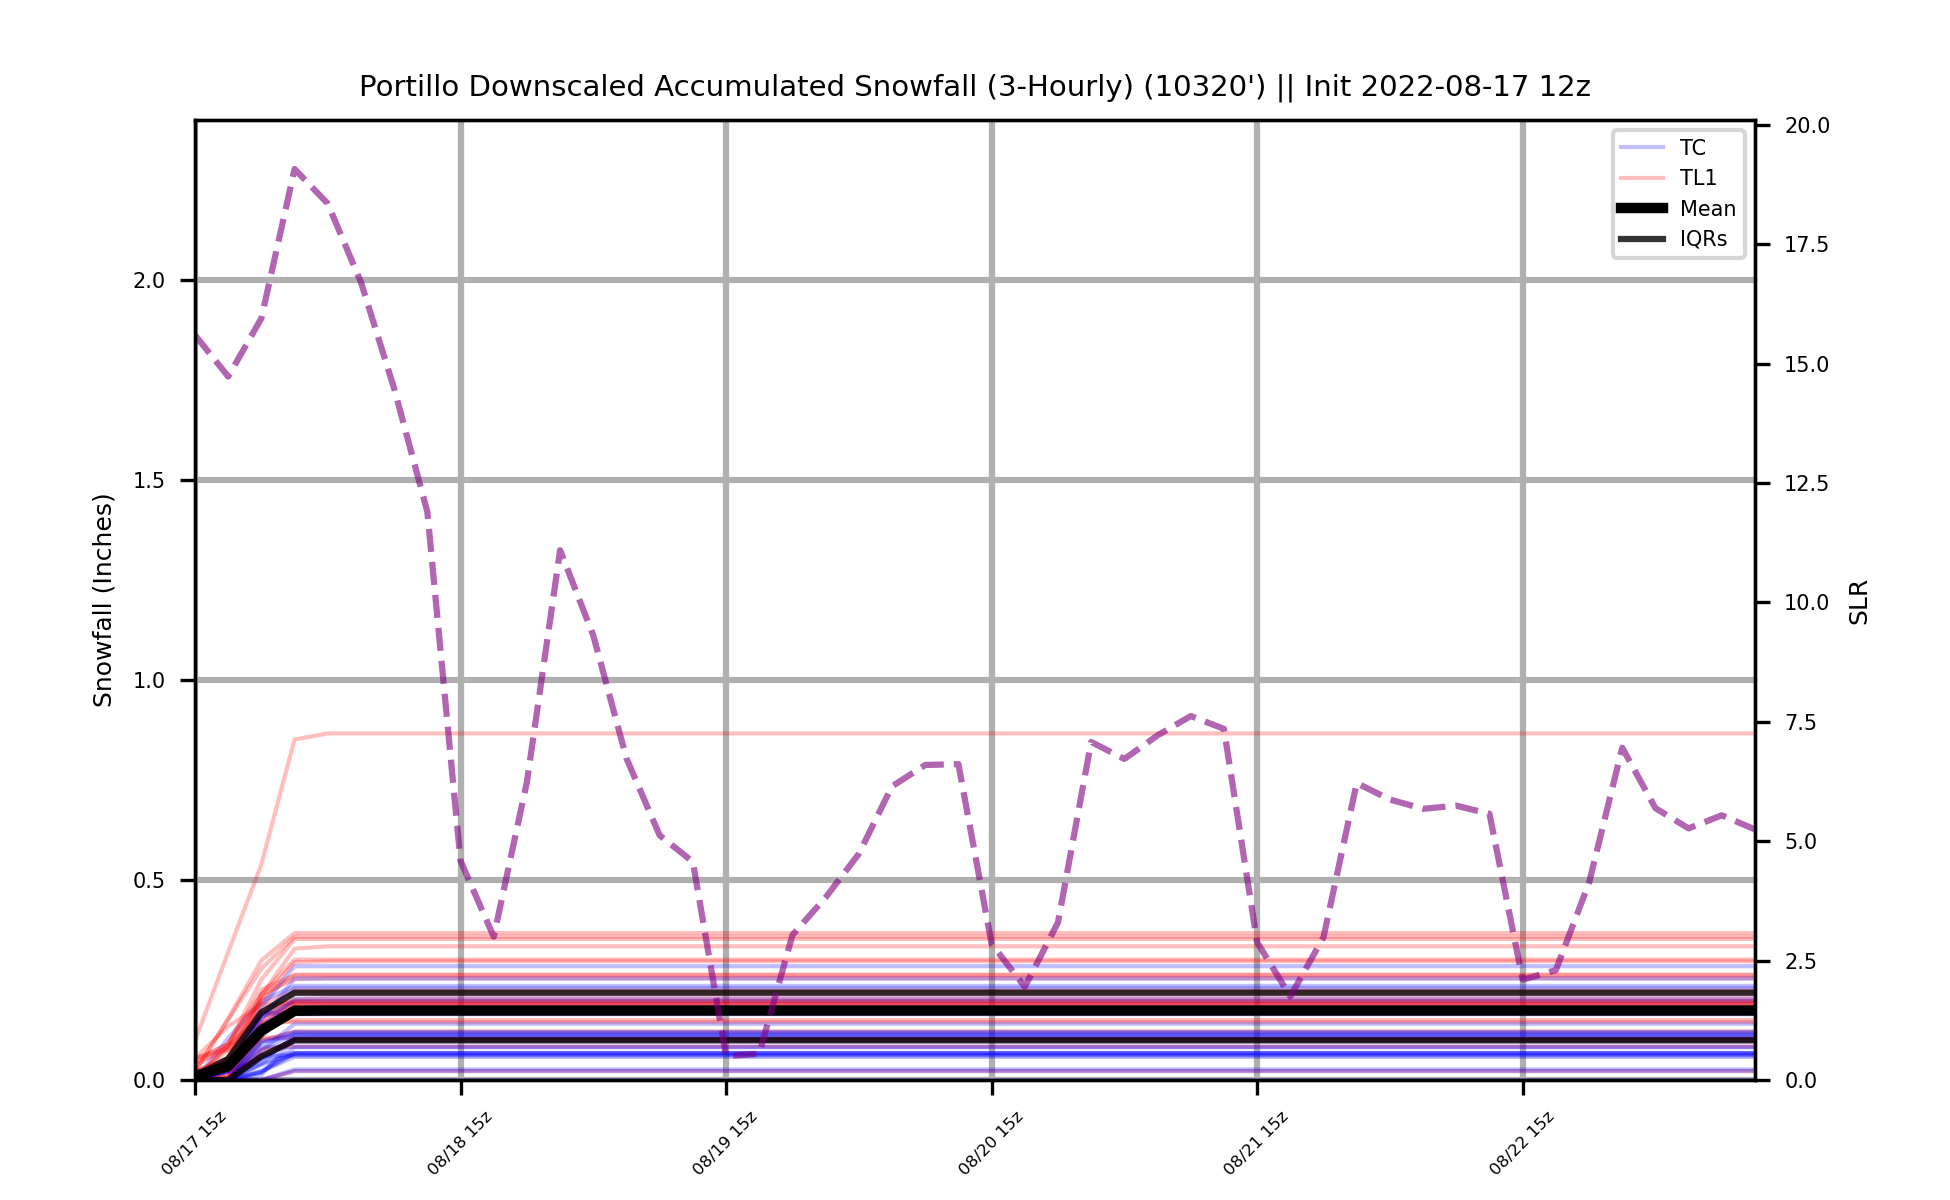 Portillo Downscaled Accumulated Snowfall (3-Hourly) (10320') || Init 2022-08-17 12z
TC
TL1
Mean
IQRs
Snowfall (Inches)
2.0
1.5
1.0
0.5
0.0
20.0
17.5
15.0
12.5
10.0
7.5
5.0
2.5
0.0
SLR
08/17 15z
08/18 15z
08/19 15z
08/20 15z
08/21 15z
08/22 15z